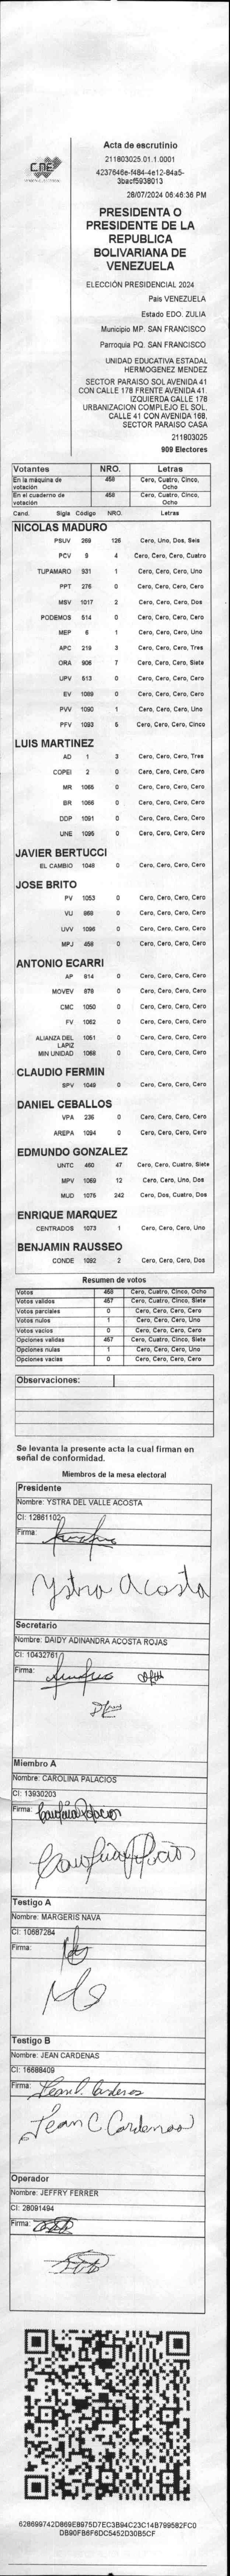 CNE
Acta de escrutinio
211803025.01.1.0001
4237646e-f484-4e12-84a5-
3bacf5938013
28/07/2024 06:46:36 PM
PRESIDENTA O
PRESIDENTE DE LA
REPUBLICA
BOLIVARIANA DE
VENEZUELA
ELECCIÓN PRESIDENCIAL 2024
País VENEZUELA
Estado EDO. ZULIA
Municipio MP. SAN FRANCISCO
Parroquia PQ. SAN FRANCISCO
UNIDAD EDUCATIVA ESTADAL
HERMOGENEZ MENDEZ
SECTOR PARAISO SOL AVENIDA 41
CON CALLE 178 FRENTE AVENIDA 41.
IZQUIERDA CALLE 178
URBANIZACION COMPLEJO EL SOL,
CALLE 41 CON AVENIDA 168,
SECTOR PARAISO CASA
211803025
909 Electores
Votantes NRO. Letras
En la máquina de votación 458 Cero, Cuatro, Cinco, Ocho
En el cuaderno de votación 458 Cero, Cuatro, Cinco, Ocho
Cand. Sigla Código NRO. Letras
NICOLAS MADURO
PSUV 269 126 Cero, Uno, Dos, Seis
PCV 9 4 Cero, Cero, Cero, Cuatro
TUPAMARO 931 1 Cero, Cero, Cero, Uno
PPT 276 0 Cero, Cero, Cero, Cero
MSV 1017 2 Cero, Cero, Cero, Dos
PODEMOS 514 0 Cero, Cero, Cero, Cero
MEP 6 1 Cero, Cero, Cero, Uno
APC 219 3 Cero, Cero, Cero, Tres
ORA 906 7 Cero, Cero, Cero, Siete
UPV 513 0 Cero, Cero, Cero, Cero
EV 1089 0 Cero, Cero, Cero, Cero
PVV 1090 1 Cero, Cero, Cero, Uno
PFV 1093 5 Cero, Cero, Cero, Cinco
LUIS MARTINEZ
AD 1 3 Cero, Cero, Cero, Tres
COPEI 2 0 Cero, Cero, Cero, Cero
MR 1065 0 Cero, Cero, Cero, Cero
BR 1066 0 Cero, Cero, Cero, Cero
DDP 1091 0 Cero, Cero, Cero, Cero
UNE 1095 0 Cero, Cero, Cero, Cero
JAVIER BERTUCCI
EL CAMBIO 1048 0 Cero, Cero, Cero, Cero
JOSE BRITO
PV 1053 0 Cero, Cero, Cero, Cero
VU 868 0 Cero, Cero, Cero, Cero
UVV 1096 0 Cero, Cero, Cero, Cero
MPJ 458 0 Cero, Cero, Cero, Cero
ANTONIO ECARRI
AP 814 0 Cero, Cero, Cero, Cero
MOVEV 879 0 Cero, Cero, Cero, Cero
CMC 1050 0 Cero, Cero, Cero, Cero
FV 1062 0 Cero, Cero, Cero, Cero
ALIANZA DEL LAPIZ 1051 0 Cero, Cero, Cero, Cero
MIN UNIDAD 1068 0 Cero, Cero, Cero, Cero
CLAUDIO FERMIN
SPV 1049 0 Cero, Cero, Cero, Cero
DANIEL CEBALLOS
VPA 236 0 Cero, Cero, Cero, Cero
AREPA 1094 0 Cero, Cero, Cero, Cero
EDMUNDO GONZALEZ
UNTC 460 47 Cero, Cero, Cuatro, Siete
MPV 1069 12 Cero, Cero, Uno, Dos
MUD 1075 242 Cero, Dos, Cuatro, Dos
ENRIQUE MARQUEZ
CENTRADOS 1073 1 Cero, Cero, Cero, Uno
BENJAMIN RAUSSEO
CONDE 1092 2 Cero, Cero, Cero, Dos
Resumen de votos
Votos 458 Cero, Cuatro, Cinco, Ocho
Votos validos 457 Cero, Cuatro, Cinco, Siete
Votos parciales 0 Cero, Cero, Cero, Cero
Votos nulos 1 Cero, Cero, Cero, Uno
Votos vacios 0 Cero, Cero, Cero, Cero
Opciones validas 457 Cero, Cuatro, Cinco, Siete
Opciones nulas 1 Cero, Cero, Cero, Uno
Opciones vacias 0 Cero, Cero, Cero, Cero
Observaciones:
Se levanta la presente acta la cual firman en
señal de conformidad.
Miembros de la mesa electoral
Presidente
Nombre: YSTRA DEL VALLE ACOSTA
CI: 12861102
Firma:
Ystra Acosta
Secretario
Nombre: DAIDY ADINANDRA ACOSTA ROJAS
CI: 10432761
Firma:
Miembro A
Nombre: CAROLINA PALACIOS
CI: 13930203
Firma:
Testigo A
Nombre: MARGERIS NAVA
CI: 10687284
Firma:
Testigo B
Nombre: JEAN CARDENAS
CI: 16688409
Firma: Jean C. Cardenas
Jean C Cardenas
Operador
Nombre: JEFFRY FERRER
CI: 28091494
Firma:
628699742D869E8975D7EC3B94C23C14B799582FC0
DB90FB6F6DC5452D30B5CF